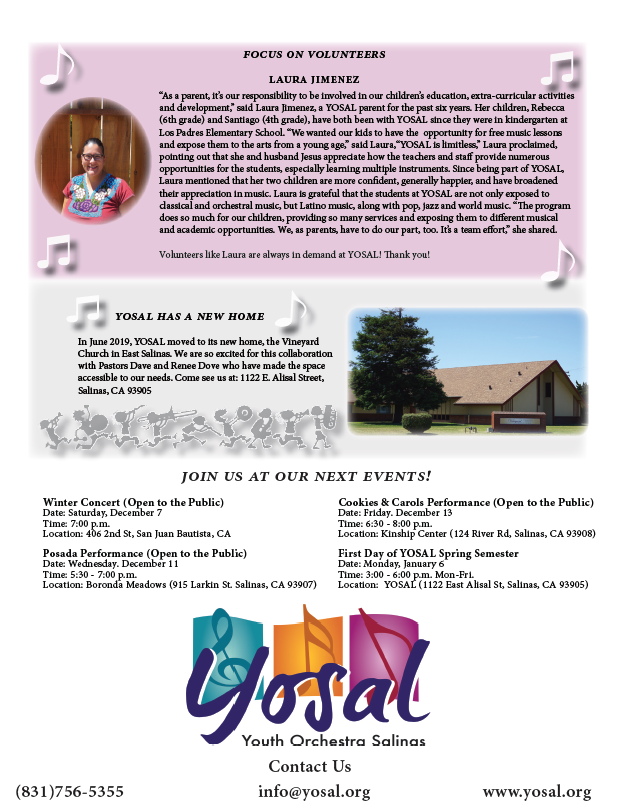 FOCUS ON VOLUNTEERS
LAURA JIMENEZ
“As a parent, it’s our responsibility to be involved in our children’s education, extra-curricular activities
and development,” said Laura Jimenez, a YOSAL parent for the past six years. Her children, Rebecca
(6th grade) and Santiago (4th grade), have both been with YOSAL since they were in kindergarten at
Los Padres Elementary School. “We wanted our kids to have the  opportunity for free music lessons
and expose them to the arts from a young age,” said Laura,“YOSAL is limitless,” Laura proclaimed,
pointing out that she and husband Jesus appreciate how the teachers and staff provide numerous
opportunities for the students, especially learning multiple instruments. Since being part of YOSAL,
Laura mentioned that her two children are more confident, generally happier, and have broadened
their appreciation in music. Laura is grateful that the students at YOSAL are not only exposed to
classical and orchestral music, but Latino music, along with pop, jazz and world music. “The program
does so much for our children, providing so many services and exposing them to different musical
and academic opportunities. We, as parents, have to do our part, too. It’s a team effort,” she shared.
Volunteers like Laura are always in demand at YOSAL! Thank you!
YOSAL HAS A NEW HOME
In June 2019, YOSAL moved to its new home, the Vineyard
Church in East Salinas. We are so excited for this collaboration
with Pastors Dave and Renee Dove who have made the space
accessible to our needs. Come see us at: 1122 E. Alisal Street,
Salinas, CA 93905
JOIN US AT OUR NEXT EVENTS!
Winter Concert (Open to the Public)
Date: Saturday, December 7
Time: 7:00 p.m.
Location: 406 2nd St, San Juan Bautista, CA
Posada Performance (Open to the Public)
Date: Wednesday. December 11
Time: 5:30 - 7:00 p.m.
Location: Boronda Meadows (915 Larkin St. Salinas, CA 93907)
Cookies & Carols Performance (Open to the Public)
Date: Friday. December 13
Time: 6:30 - 8:00 p.m.
Location: Kinship Center (124 River Rd, Salinas, CA 93908)
First Day of YOSAL Spring Semester
Date: Monday, January 6
Time: 3:00 - 6:00 p.m. Mon-Fri.
Location:  YOSAL (1122 East Alisal St, Salinas, CA 93905)
Yosal
Youth Orchestra Salinas
Contact Us
(831)756-5355
info@yosal.org
www.yosal.org